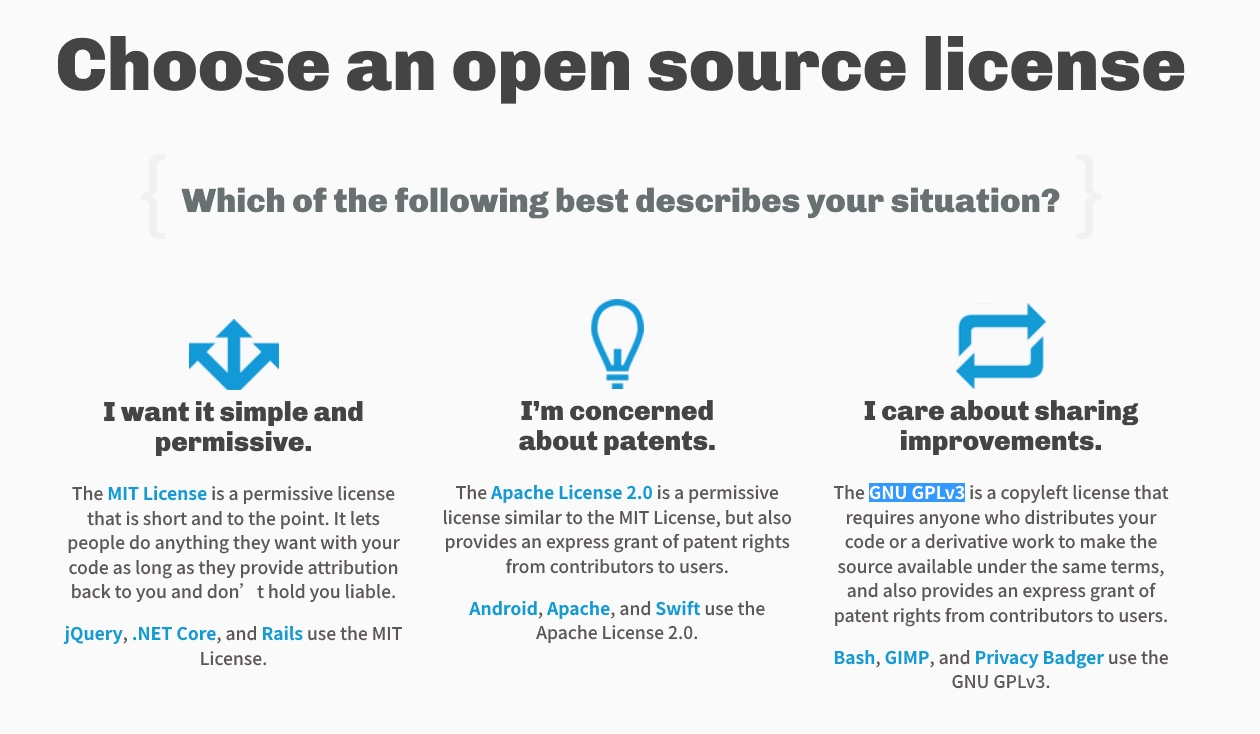 Choose an open source license
{ Which of the following best describes your situation? }
I want it simple and
permissive.
The MIT License is a permissive license
that is short and to the point. It lets
people do anything they want with your
code as long as they provide attribution
back to you and don’t hold you liable.
jQuery, .NET Core, and Rails use the MIT
License.
I’m concerned
about patents.
The Apache License 2.0 is a permissive
license similar to the MIT License, but also
provides an express grant of patent rights
from contributors to users.
Android, Apache, and Swift use the
Apache License 2.0.
I care about sharing
improvements.
The GNU GPLv3 is a copyleft license that
requires anyone who distributes your
code or a derivative work to make the
source available under the same terms,
and also provides an express grant of
patent rights from contributors to users.
Bash, GIMP, and Privacy Badger use the
GNU GPLv3.